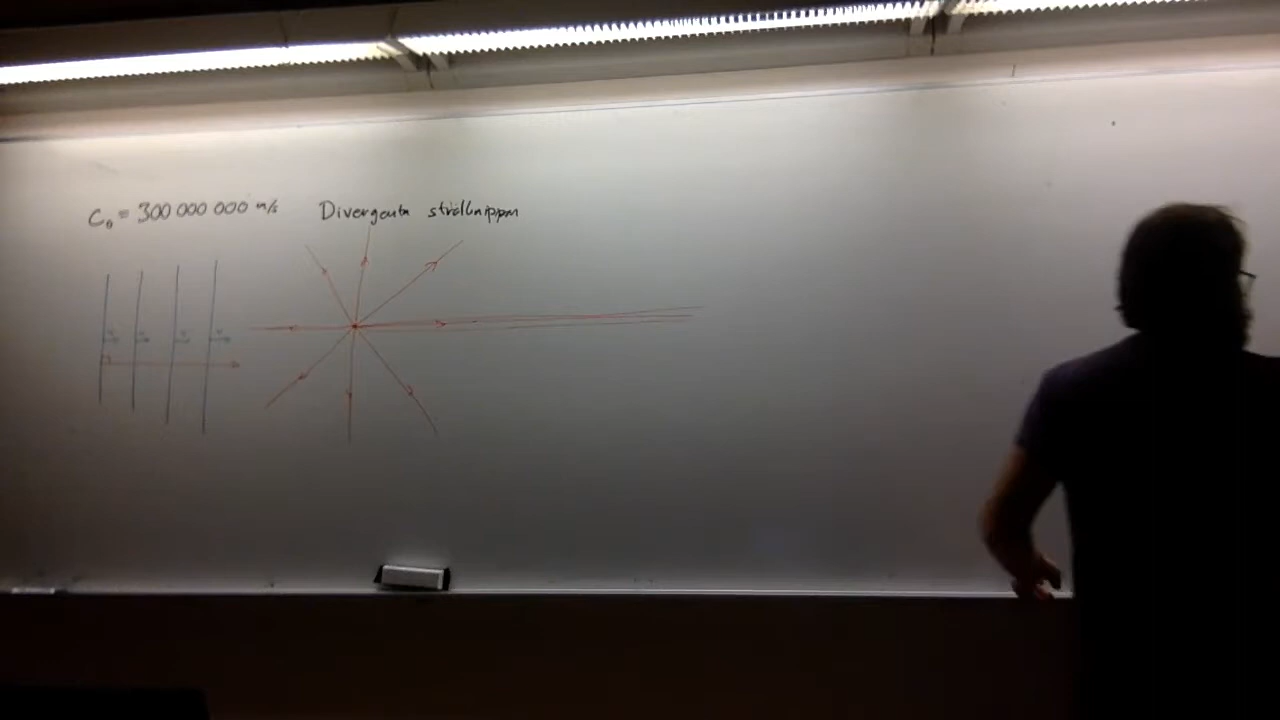 C₀ = 300 000 000 m/s
Divergenta strålknippen